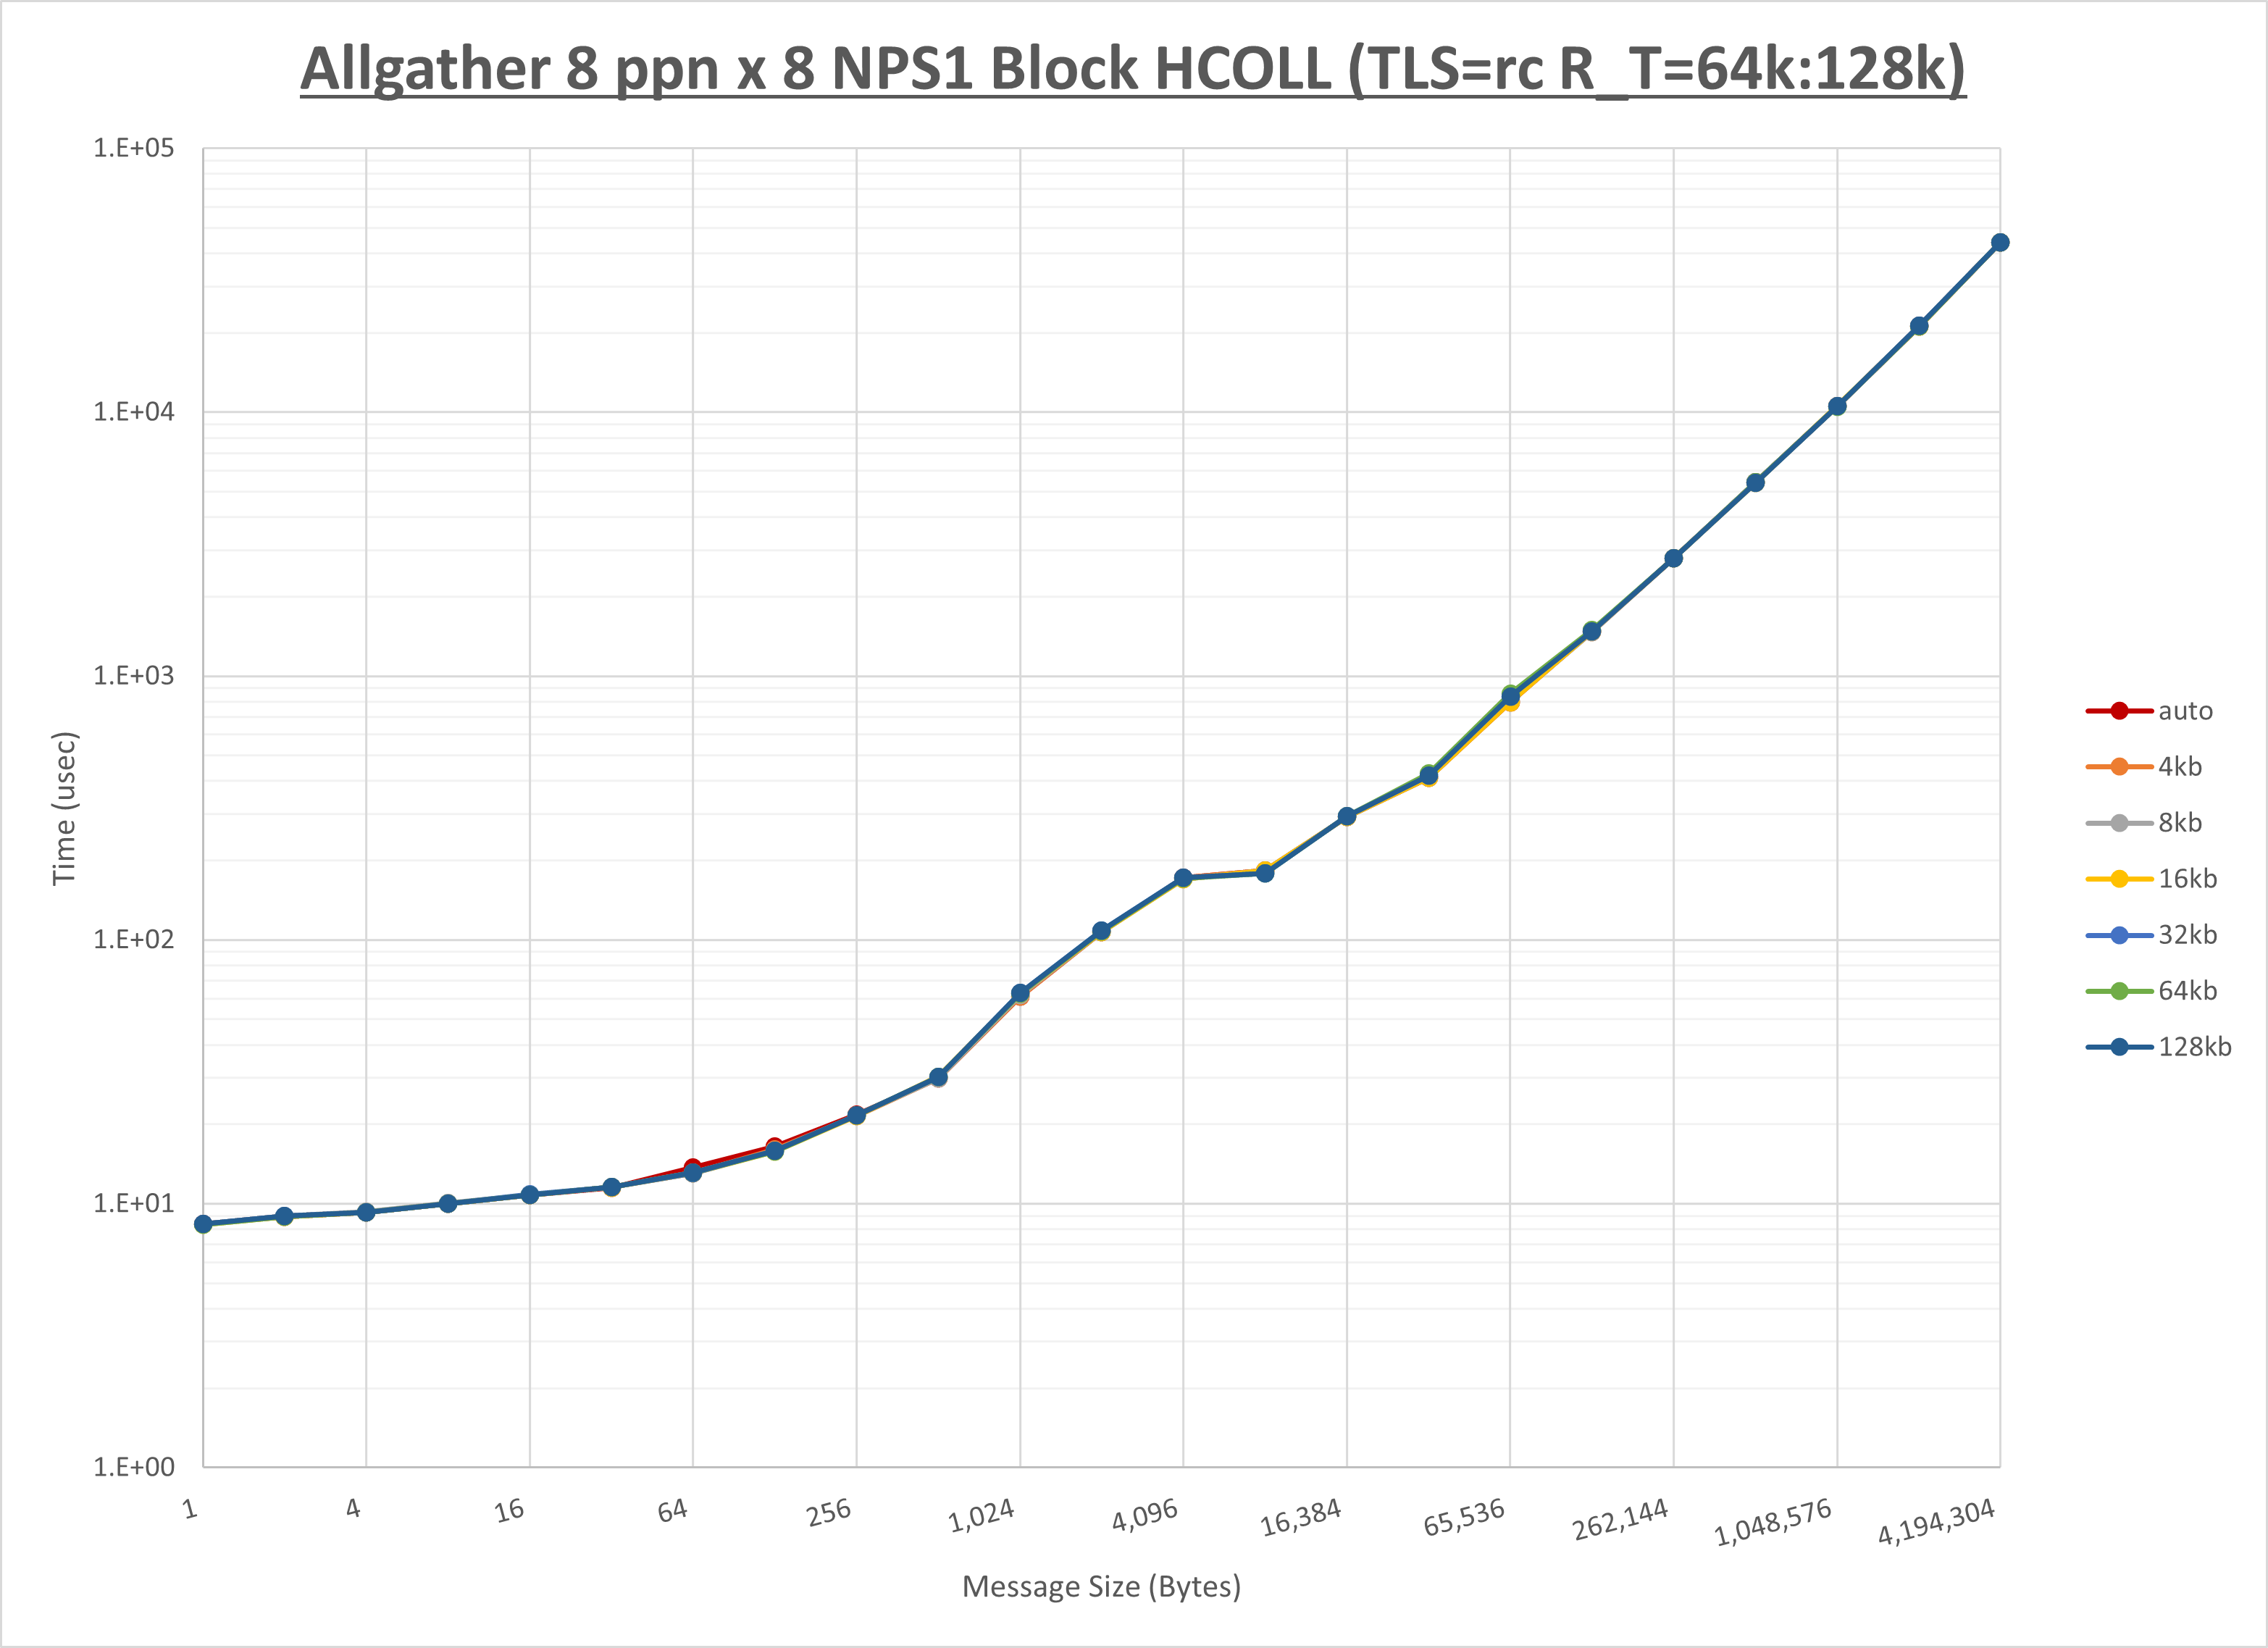 Allgather 8 ppn x 8 NPS1 Block HCOLL (TLS=rc R__T=64k:128k)
1.E+05
1.E+04
1.E+03
1.E+02
1.E+01
1.E+00
Time (usec)
1
4
16
64
256
1,024
4,096
16,384
65,536
262,144
1,048,576
4,194,304
Message Size (Bytes)
auto
4kb
8kb
16kb
32kb
64kb
128kb